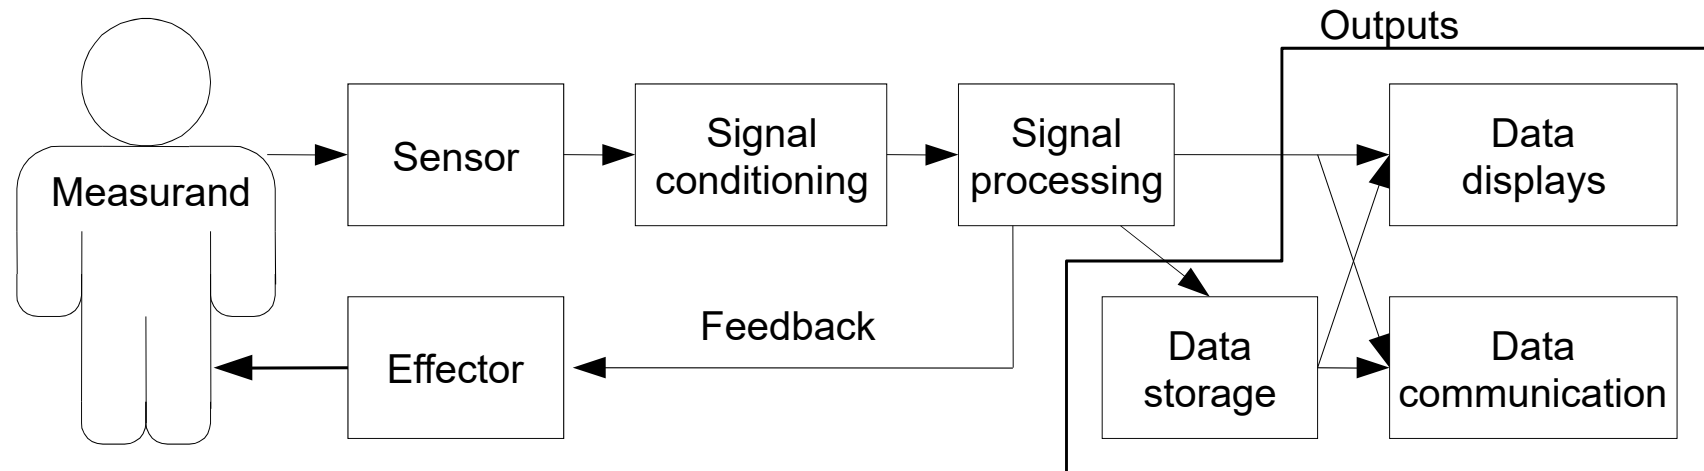 Outputs
Measurand
Sensor
Signal
conditioning
Signal
processing
Data
displays
Feedback
Effector
Data
storage
Data
communication